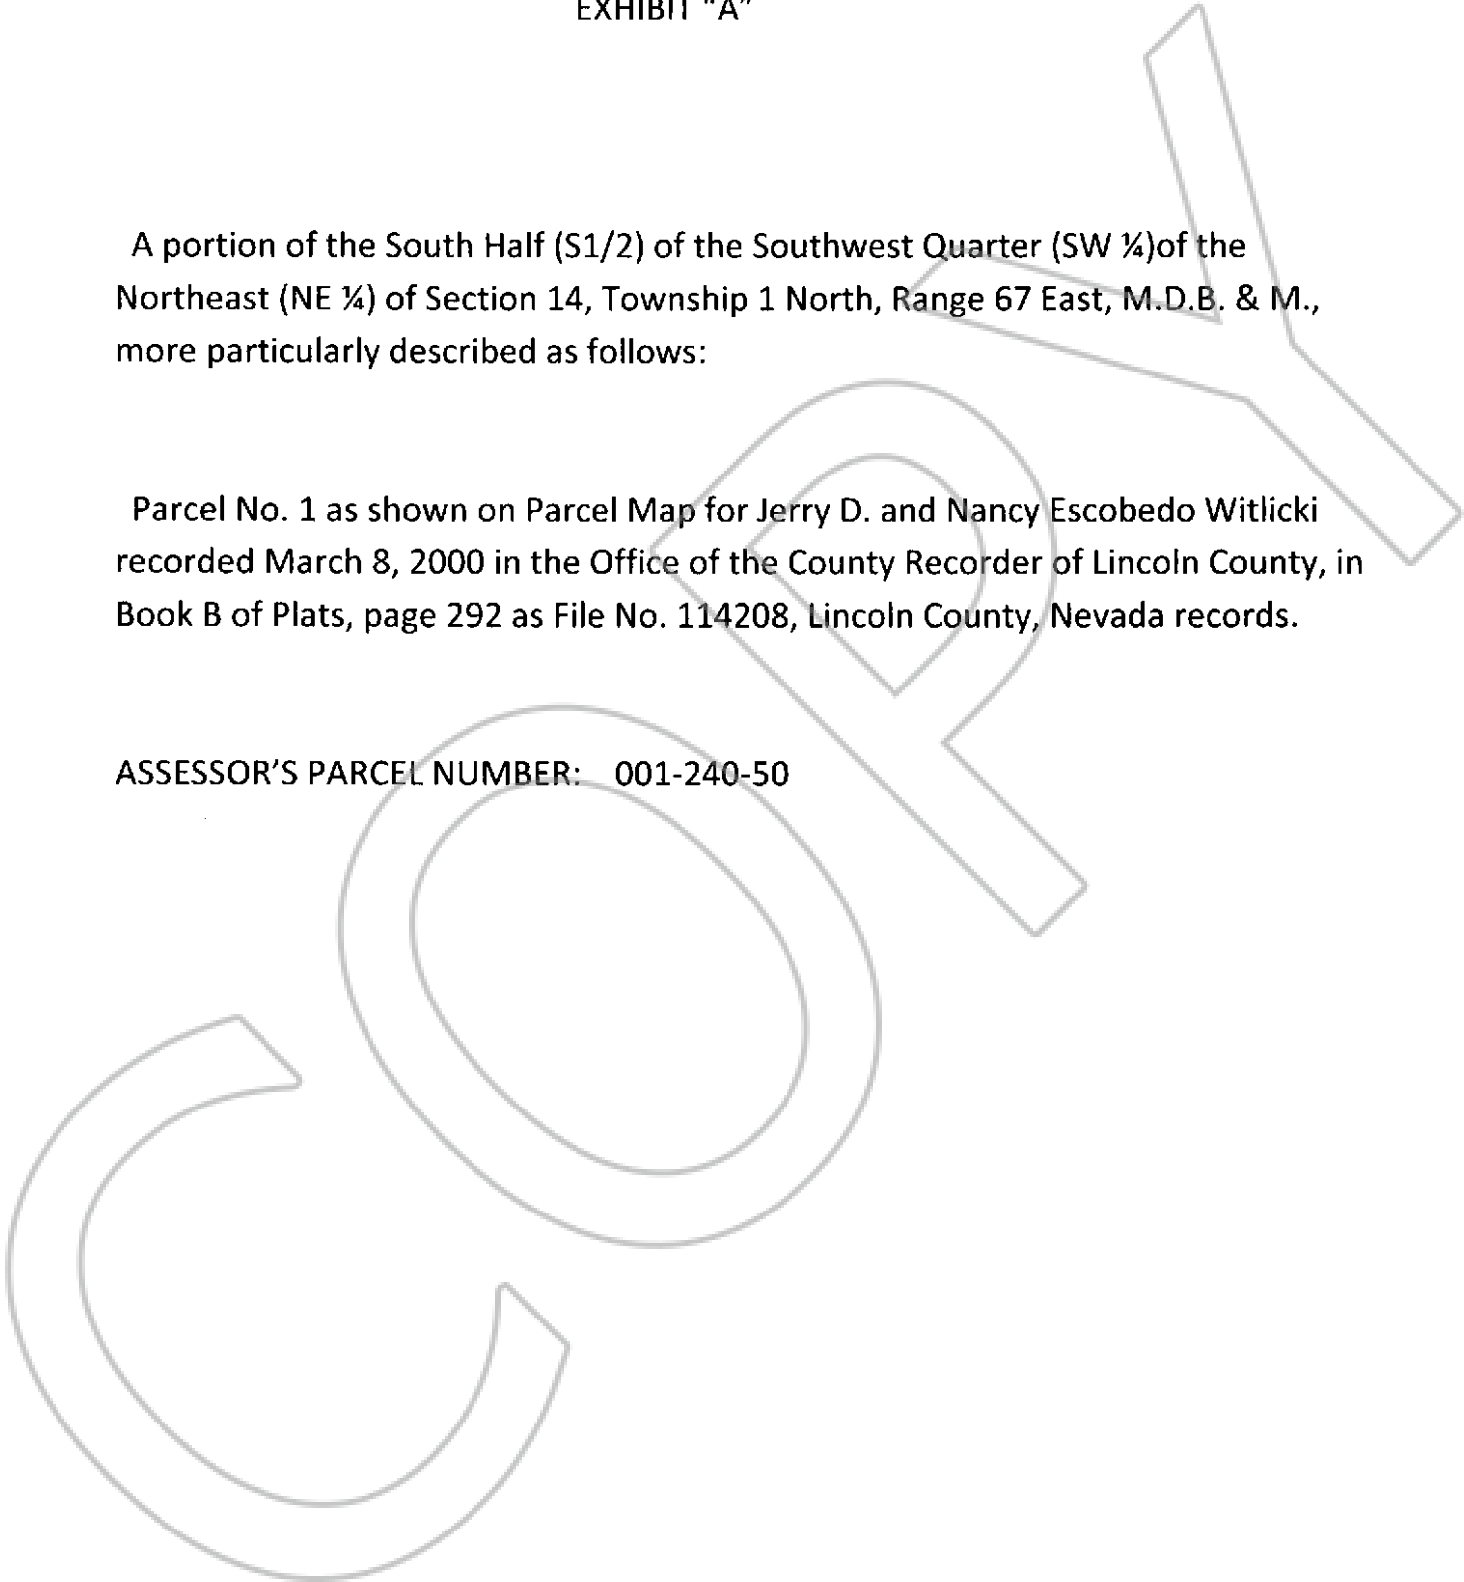 EXHIBIT "A"
A portion of the South Half (S1/2) of the Southwest Quarter (SW ¼)of the
Northeast (NE ¼) of Section 14, Township 1 North, Range 67 East, M.D.B. & M.,
more particularly described as follows:
Parcel No. 1 as shown on Parcel Map for Jerry D. and Nancy Escobedo Witlicki
recorded March 8, 2000 in the Office of the County Recorder of Lincoln County, in
Book B of Plats, page 292 as File No. 114208, Lincoln County, Nevada records.
ASSESSOR'S PARCEL NUMBER: 001-240-50
COPY